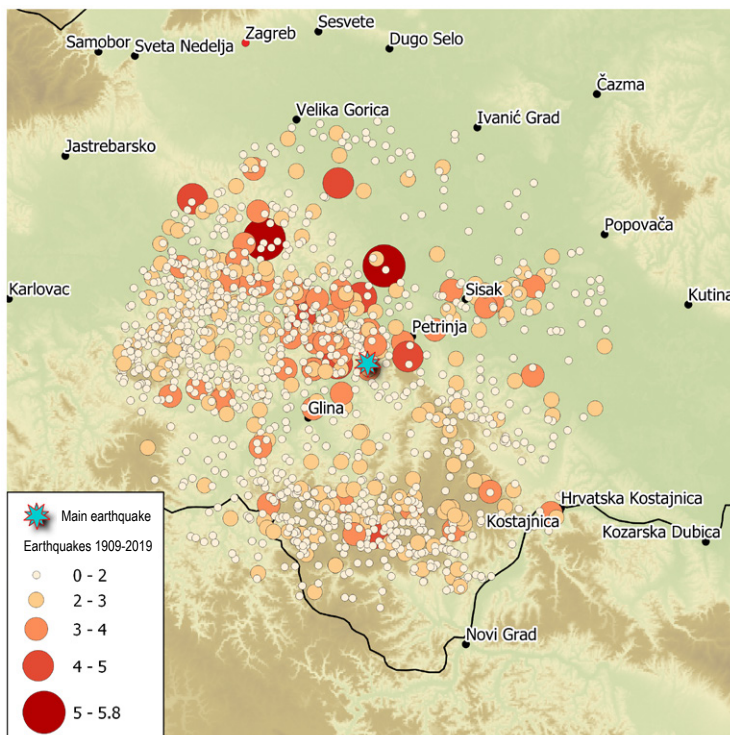 Sesvete
Zagreb
Samobor
Sveta Nedelja
Dugo Selo
Čazma
Velika Gorica
Ivanić Grad
Jastrebarsko
Popovača
Karlovac
Sisak
Kutina
Petrinja
Glina
Hrvatska Kostajnica
Kostajnica
Kozarska Dubica
Novi Grad
Main earthquake
Earthquakes 1909-2019
0 - 2
2 - 3
3 - 4
4 - 5
5 - 5.8